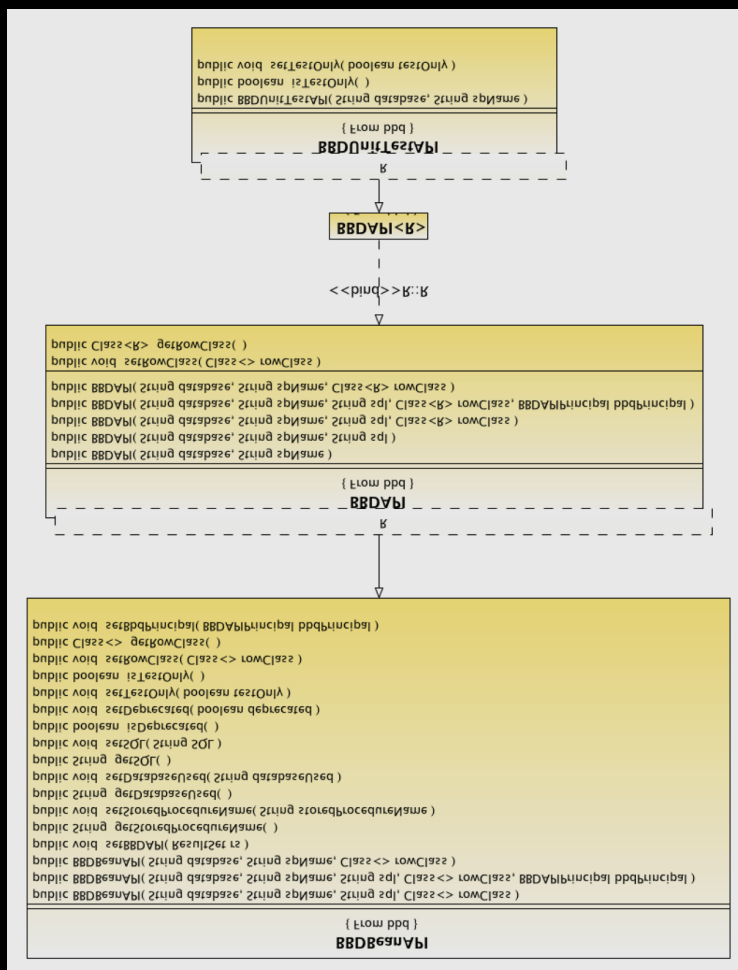 BBDBeanAPI
{ From bbd }
public BBDBeanAPI( String database, String spName, String sql, Class<> rowClass )
public BBDBeanAPI( String database, String spName, String sql, Class<> rowClass, BBDAPIPrincipal bbdPrincipal )
public BBDBeanAPI( String database, String spName, Class<> rowClass )
public void setBBDAPI( ResultSet rs )
public String getStoredProcedureName( )
public void setStoredProcedureName( String storedProcedureName )
public String getDatabaseUsed( )
public void setDatabaseUsed( String databaseUsed )
public String getSQL( )
public void setSQL( String SQL )
public boolean isDeprecated( )
public void setDeprecated( boolean deprecated )
public void setTestOnly( boolean testOnly )
public boolean isTestOnly( )
public void setRowClass( Class<> rowClass )
public Class<> getRowClass( )
public void setBbdPrincipal( BBDAPIPrincipal bbdPrincipal )
R
BBDAPI
{ From bbd }
public BBDAPI( String database, String spName )
public BBDAPI( String database, String spName, String sql )
public BBDAPI( String database, String spName, String sql, Class<R> rowClass )
public BBDAPI( String database, String spName, String sql, Class<R> rowClass, BBDAPIPrincipal bbdPrincipal )
public BBDAPI( String database, String spName, Class<R> rowClass )
public void setRowClass( Class<> rowClass )
public Class<R> getRowClass( )
<<bind>>R::R
BBDAPI<R>
R
BBDUnitTestAPI
{ From bbd }
public BBDUnitTestAPI( String database, String spName )
public boolean isTestOnly( )
public void setTestOnly( boolean testOnly )